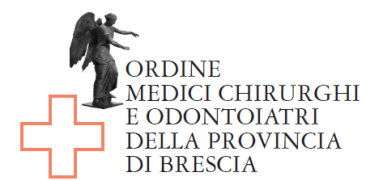 ORDINE
MEDICI CHIRURGHI
E ODONTOIATRI
DELLA PROVINCIA
DI BRESCIA